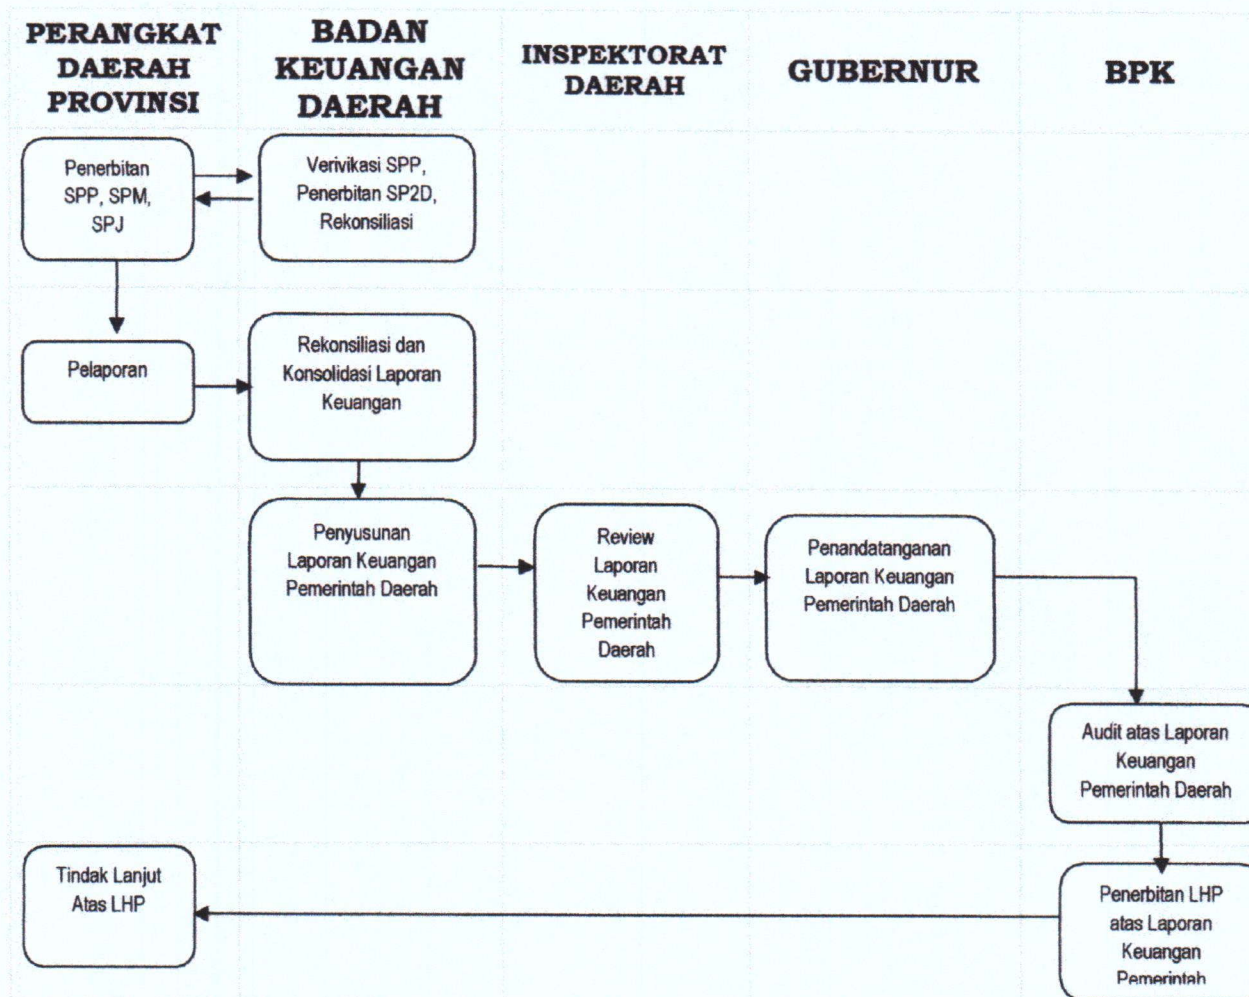 PERANGKAT
DAERAH
PROVINSI
BADAN
KEUANGAN
DAERAH
INSPEKTORAT
DAERAH
GUBERNUR
BPK
Penerbitan
SPP, SPM,
SPJ
Verivikasi SPP,
Penerbitan SP2D,
Rekonsiliasi
Pelaporan
Rekonsiliasi dan
Konsolidasi Laporan
Keuangan
Penyusunan
Laporan Keuangan
Pemerintah Daerah
Review
Laporan
Keuangan
Pemerintah
Daerah
Penandatanganan
Laporan Keuangan
Pemerintah Daerah
Audit atas Laporan
Keuangan
Pemerintah Daerah
Tindak Lanjut
Atas LHP
Penerbitan LHP
atas Laporan
Keuangan
Pemerintah